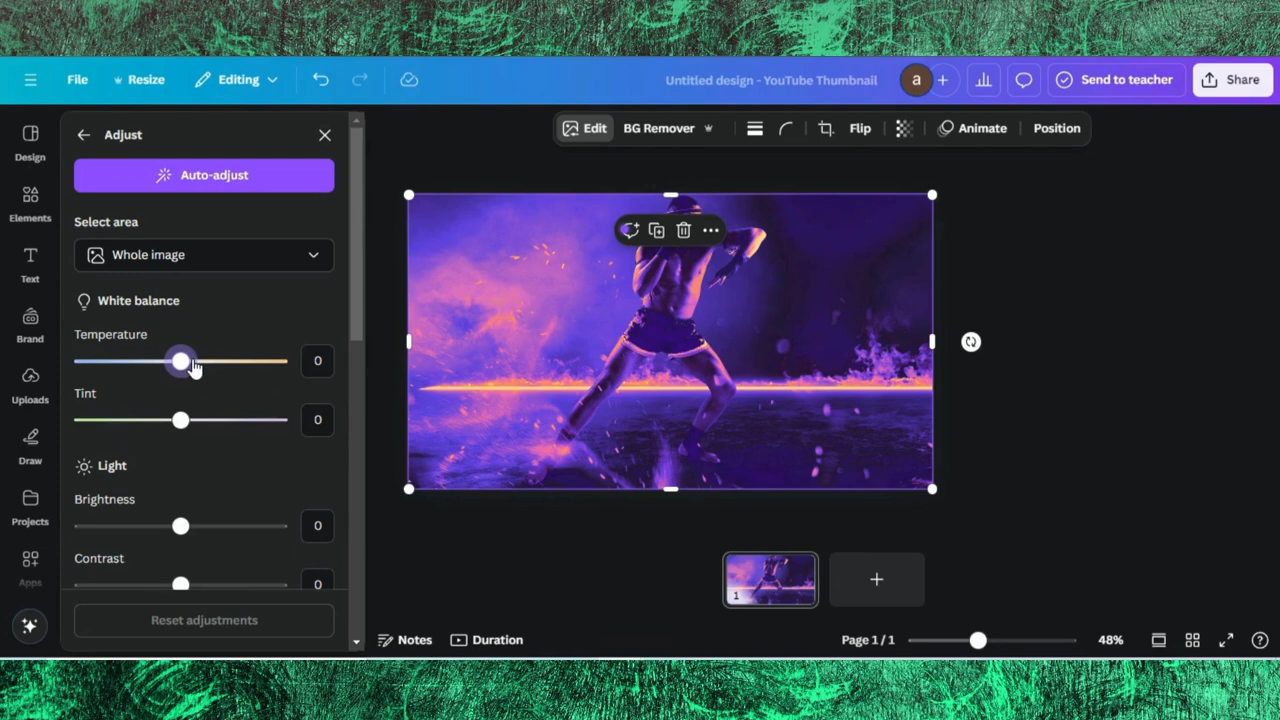 File
Resize
Editing
Untitled design - YouTube Thumbnail
a
Send to teacher
Share
Design
Elements
Text
Brand
Uploads
Draw
Projects
Apps
Adjust
Auto-adjust
Select area
Whole image
White balance
Temperature
0
Tint
0
Light
Brightness
0
Contrast
0
Reset adjustments
Edit
BG Remover
Flip
Animate
Position
1
Notes
Duration
Page 1 / 1
48%